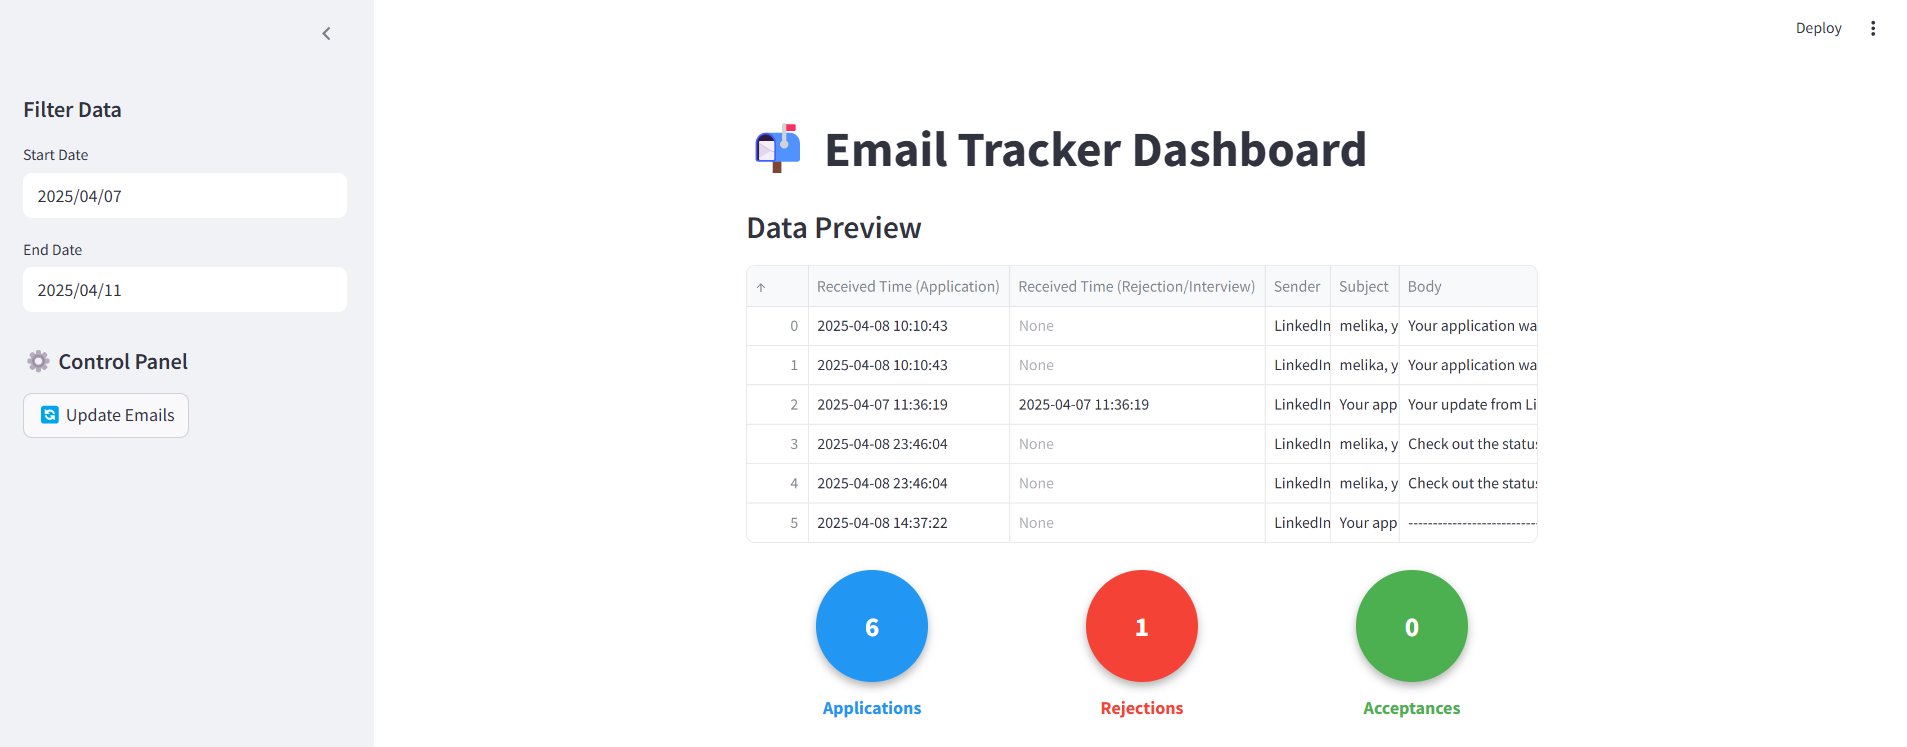 Deploy
Filter Data
Start Date
2025/04/07
End Date
2025/04/11
Control Panel
Update Emails
Email Tracker Dashboard
Data Preview
Received Time (Application) Received Time (Rejection/Interview) Sender Subject Body
0 2025-04-08 10:10:43 None LinkedIn melika, y Your application wa
1 2025-04-08 10:10:43 None LinkedIn melika, y Your application wa
2 2025-04-07 11:36:19 2025-04-07 11:36:19 LinkedIn Your app Your update from Li
3 2025-04-08 23:46:04 None LinkedIn melika, y Check out the status
4 2025-04-08 23:46:04 None LinkedIn melika, y Check out the status
5 2025-04-08 14:37:22 None LinkedIn Your app --------------------------
6 1 0
Applications Rejections Acceptances